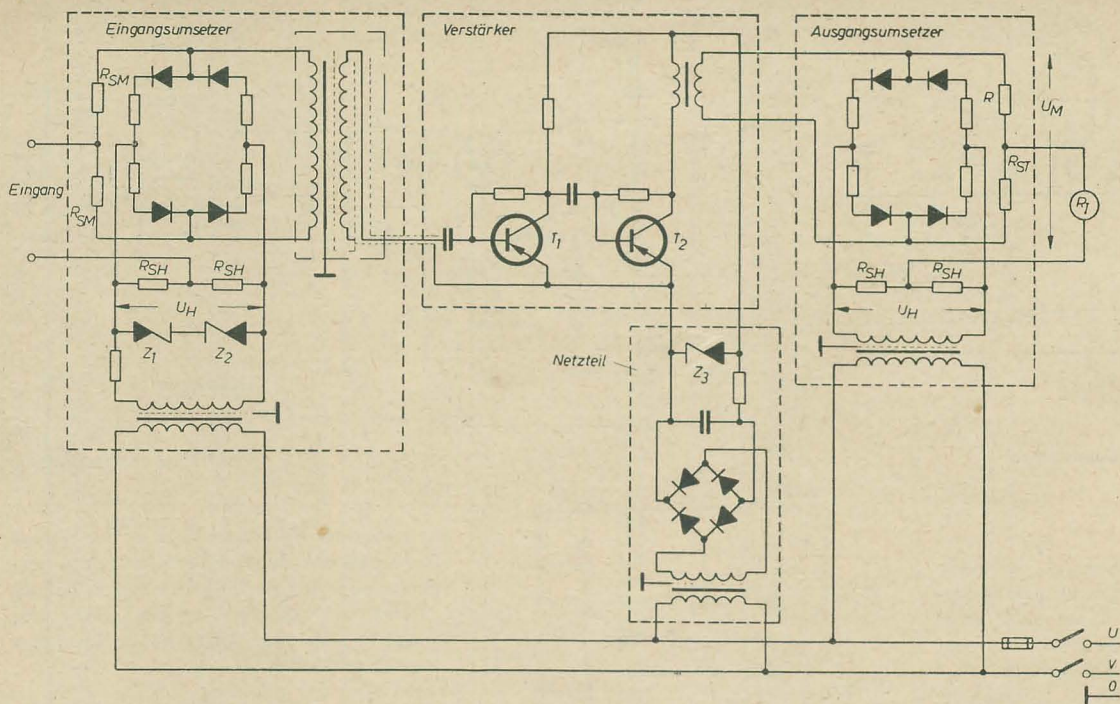 Eingangsumsetzer
Verstärker
Ausgangsumsetzer
R_SM
R
U_M
R_ST
Eingang
R_SM
R_1
T_1
T_2
R_SH
R_SH
R_SH
R_SH
U_H
U_H
Z_1
Z_2
Netzteil
Z_3
U
V
0